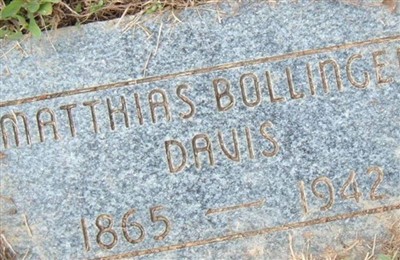 MATTHIAS BOLLINGER
DAVIS
1865 — 1942